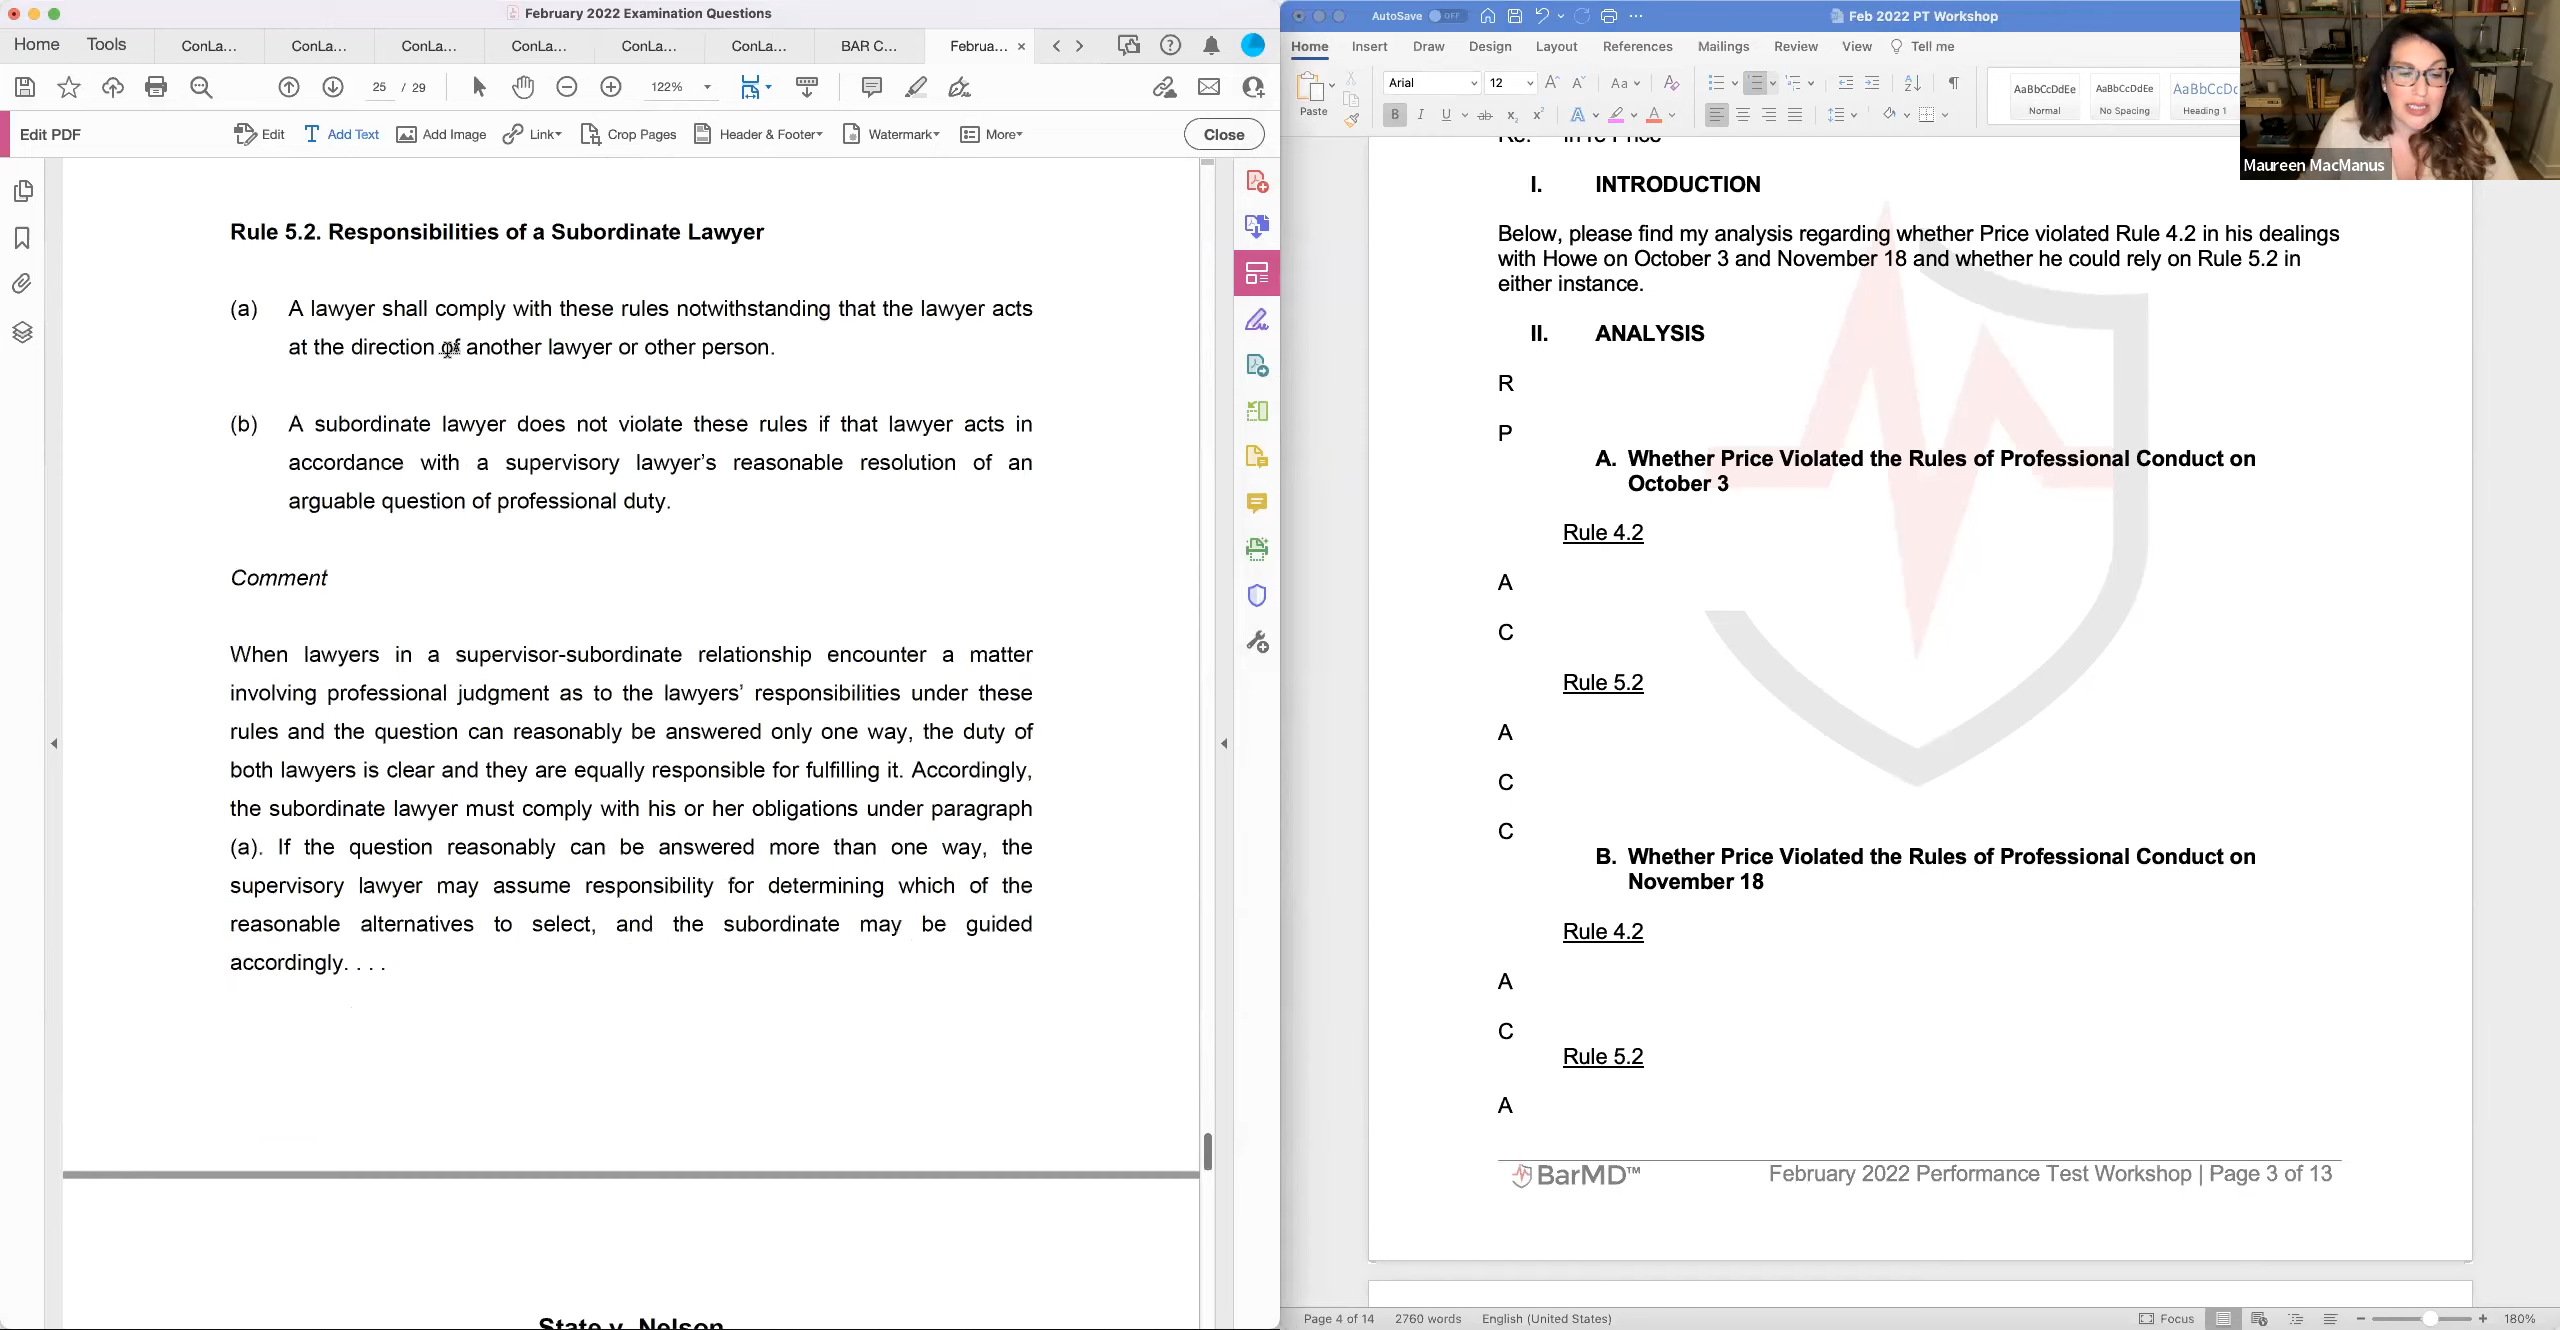 February 2022 Examination Questions
Home Tools ConLa... ConLa... ConLa... ConLa... ConLa... ConLa... BAR C... Februa... ×
25 / 29 122%
Edit PDF Edit Add Text Add Image Link Crop Pages Header & Footer Watermark More Close
Rule 5.2. Responsibilities of a Subordinate Lawyer
(a) A lawyer shall comply with these rules notwithstanding that the lawyer acts
at the direction of another lawyer or other person.
(b) A subordinate lawyer does not violate these rules if that lawyer acts in
accordance with a supervisory lawyer's reasonable resolution of an
arguable question of professional duty.
Comment
When lawyers in a supervisor-subordinate relationship encounter a matter
involving professional judgment as to the lawyers' responsibilities under these
rules and the question can reasonably be answered only one way, the duty of
both lawyers is clear and they are equally responsible for fulfilling it. Accordingly,
the subordinate lawyer must comply with his or her obligations under paragraph
(a). If the question reasonably can be answered more than one way, the
supervisory lawyer may assume responsibility for determining which of the
reasonable alternatives to select, and the subordinate may be guided
accordingly. . . .
State v. Nelson
AutoSave OFF Feb 2022 PT Workshop
Home Insert Draw Design Layout References Mailings Review View Tell me
Paste Arial 12 AaBbCcDdEe AaBbCcDdEe AaBbCcDc
Normal No Spacing Heading 1
Maureen MacManus
Re: In re Price
I. INTRODUCTION
Below, please find my analysis regarding whether Price violated Rule 4.2 in his dealings
with Howe on October 3 and November 18 and whether he could rely on Rule 5.2 in
either instance.
II. ANALYSIS
R
P
A. Whether Price Violated the Rules of Professional Conduct on
October 3
Rule 4.2
A
C
Rule 5.2
A
C
C
B. Whether Price Violated the Rules of Professional Conduct on
November 18
Rule 4.2
A
C
Rule 5.2
A
BarMD™ February 2022 Performance Test Workshop | Page 3 of 13
Page 4 of 14 2760 words English (United States) Focus 180%